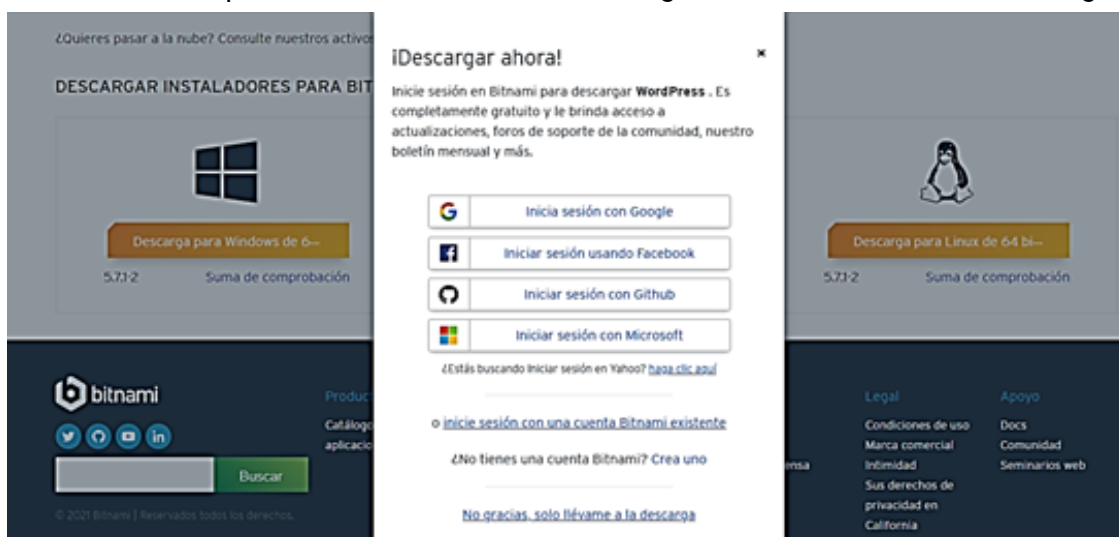 ¿Quieres pasar a la nube? Consulte nuestros activos
DESCARGAR INSTALADORES PARA BIT
Descarga para Windows de 6--
5.7.1-2 Suma de comprobación
¡Descargar ahora!
×
Inicie sesión en Bitnami para descargar WordPress . Es
completamente gratuito y le brinda acceso a
actualizaciones, foros de soporte de la comunidad, nuestro
boletín mensual y más.
Inicia sesión con Google
Iniciar sesión usando Facebook
Iniciar sesión con Github
Iniciar sesión con Microsoft
¿Estás buscando Iniciar sesión en Yahoo? haga clic aquí
o inicie sesión con una cuenta Bitnami existente
¿No tienes una cuenta Bitnami? Crea uno
No gracias, solo llévame a la descarga
Descarga para Linux de 64 bi--
5.7.1-2 Suma de comprobación
bitnami
Buscar
© 2021 Bitnami | Reservados todos los derechos.
Produc
Catálogo
aplicacio
ensa
Legal
Condiciones de uso
Marca comercial
Intimidad
Sus derechos de
privacidad en
California
Apoyo
Docs
Comunidad
Seminarios web